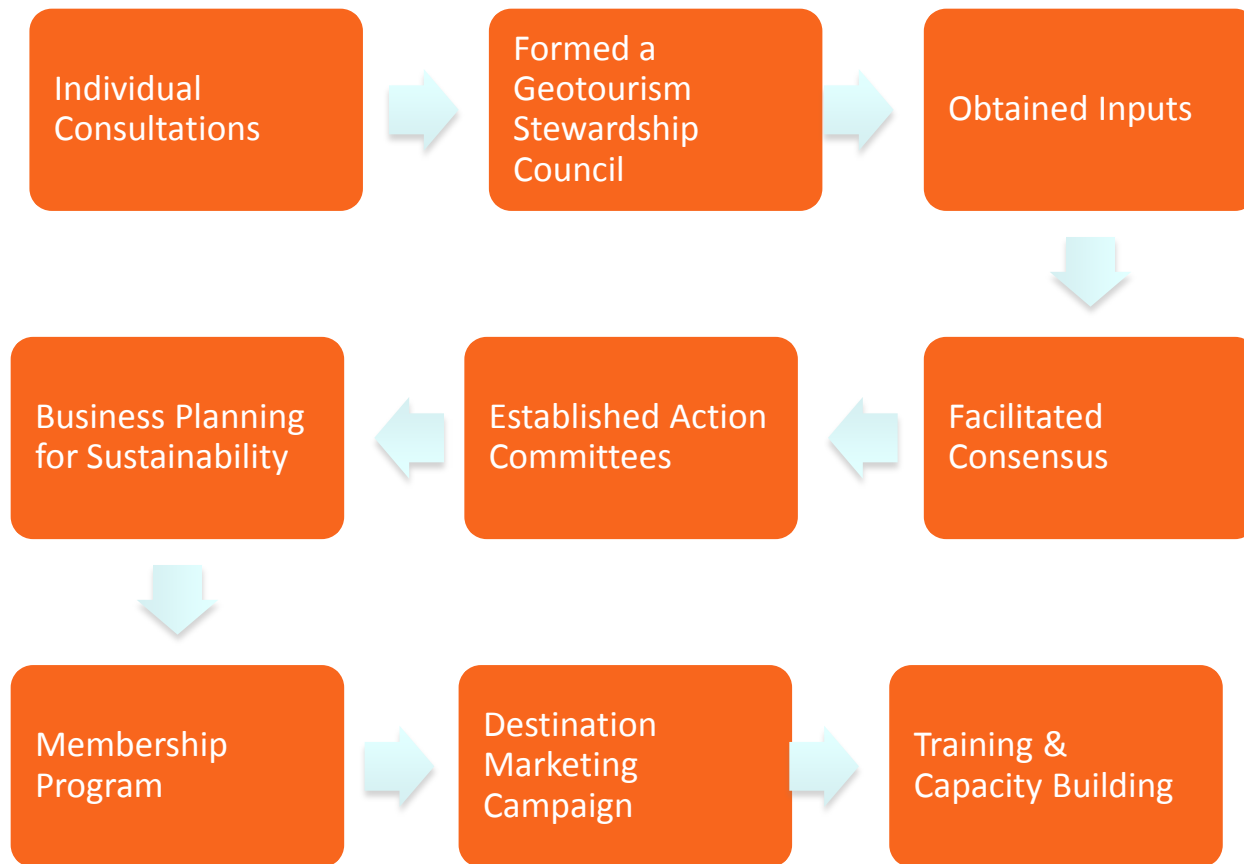 Individual
Consultations
Formed a
Geotourism
Stewardship
Council
Obtained Inputs
Facilitated
Consensus
Established Action
Committees
Business Planning
for Sustainability
Membership
Program
Destination
Marketing
Campaign
Training &
Capacity Building